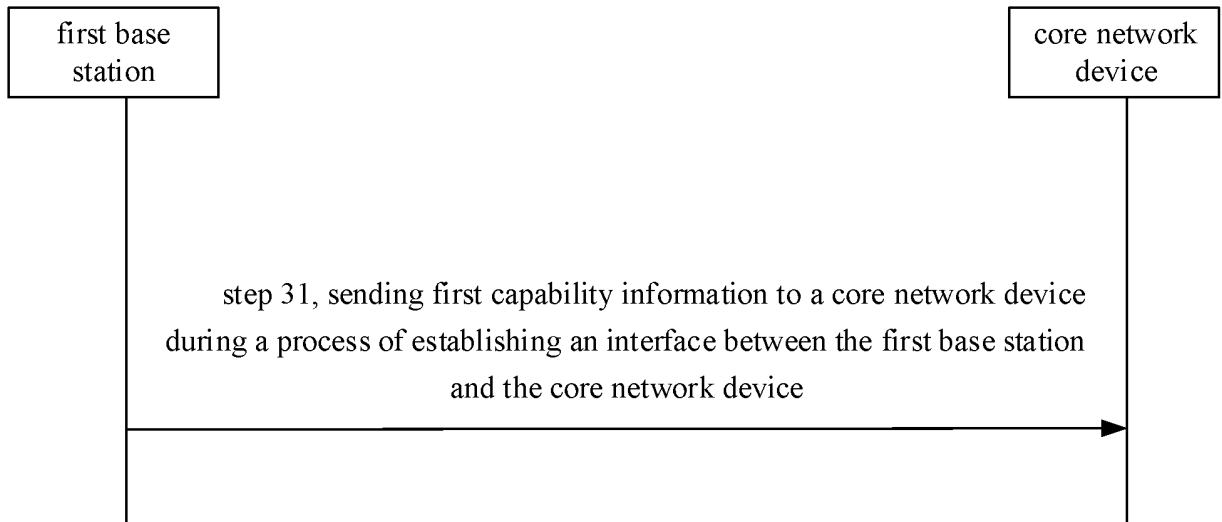 first base
station
core network
device
step 31, sending first capability information to a core network device
during a process of establishing an interface between the first base station
and the core network device